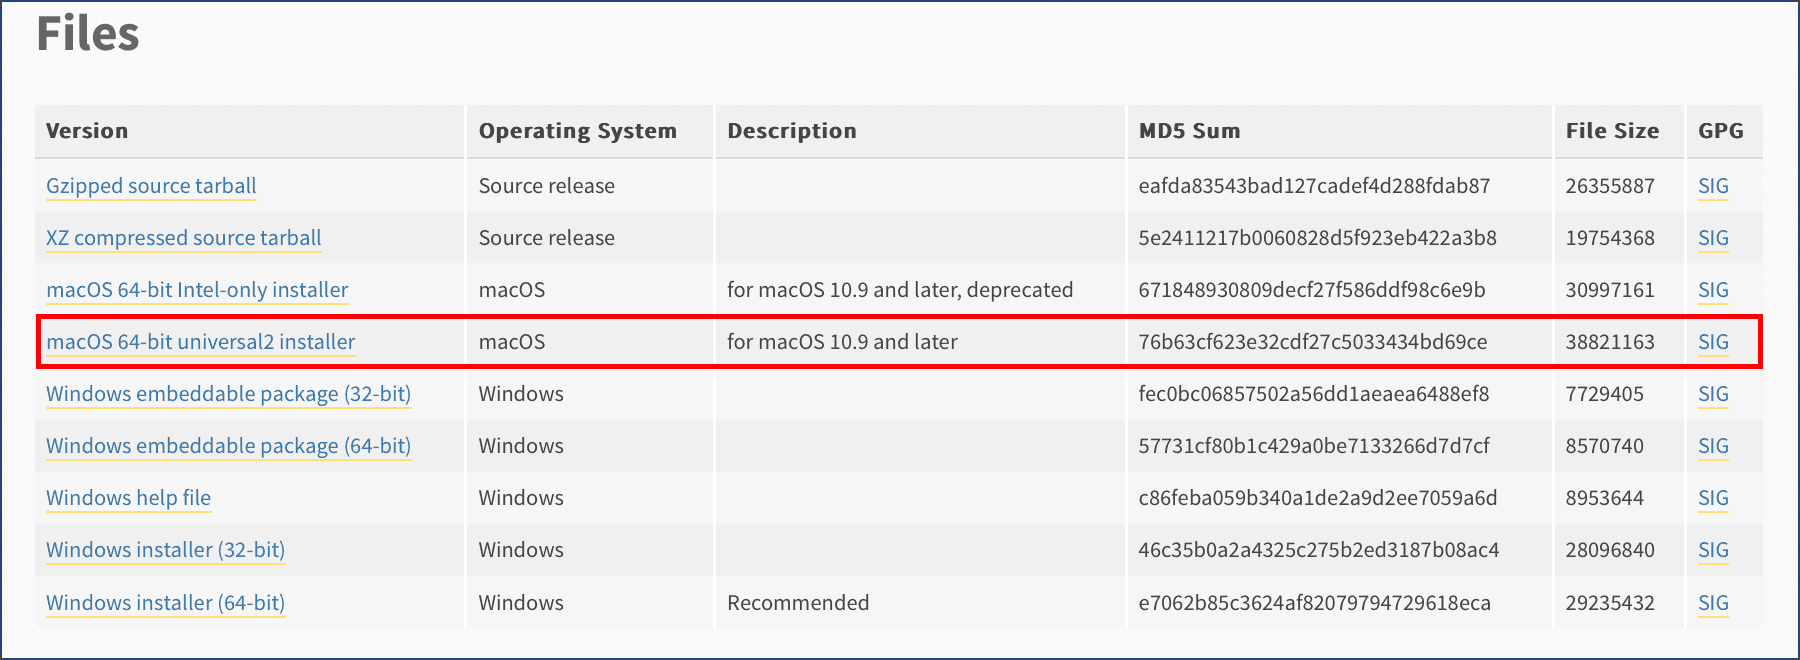 Files
Version Operating System Description MD5 Sum File Size GPG
Gzipped source tarball Source release eafda83543bad127cadef4d288fdab87 26355887 SIG
XZ compressed source tarball Source release 5e2411217b0060828d5f923eb422a3b8 19754368 SIG
macOS 64-bit Intel-only installer macOS for macOS 10.9 and later, deprecated 671848930809decf27f586ddf98c6e9b 30997161 SIG
macOS 64-bit universal2 installer macOS for macOS 10.9 and later 76b63cf623e32cdf27c5033434bd69ce 38821163 SIG
Windows embeddable package (32-bit) Windows fec0bc06857502a56dd1aeaea6488ef8 7729405 SIG
Windows embeddable package (64-bit) Windows 57731cf80b1c429a0be7133266d7d7cf 8570740 SIG
Windows help file Windows c86feba059b340a1de2a9d2ee7059a6d 8953644 SIG
Windows installer (32-bit) Windows 46c35b0a2a4325c275b2ed3187b08ac4 28096840 SIG
Windows installer (64-bit) Windows Recommended e7062b85c3624af82079794729618eca 29235432 SIG